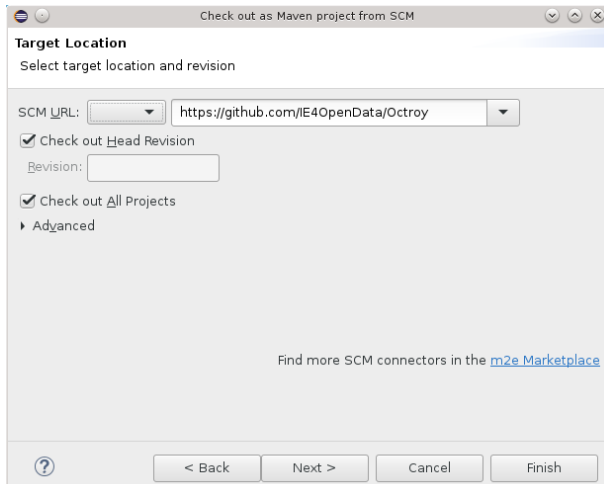 Check out as Maven project from SCM
Target Location
Select target location and revision
SCM URL: https://github.com/IE4OpenData/Octroy
Check out Head Revision
Revision:
Check out All Projects
Advanced
Find more SCM connectors in the m2e Marketplace
? < Back Next > Cancel Finish